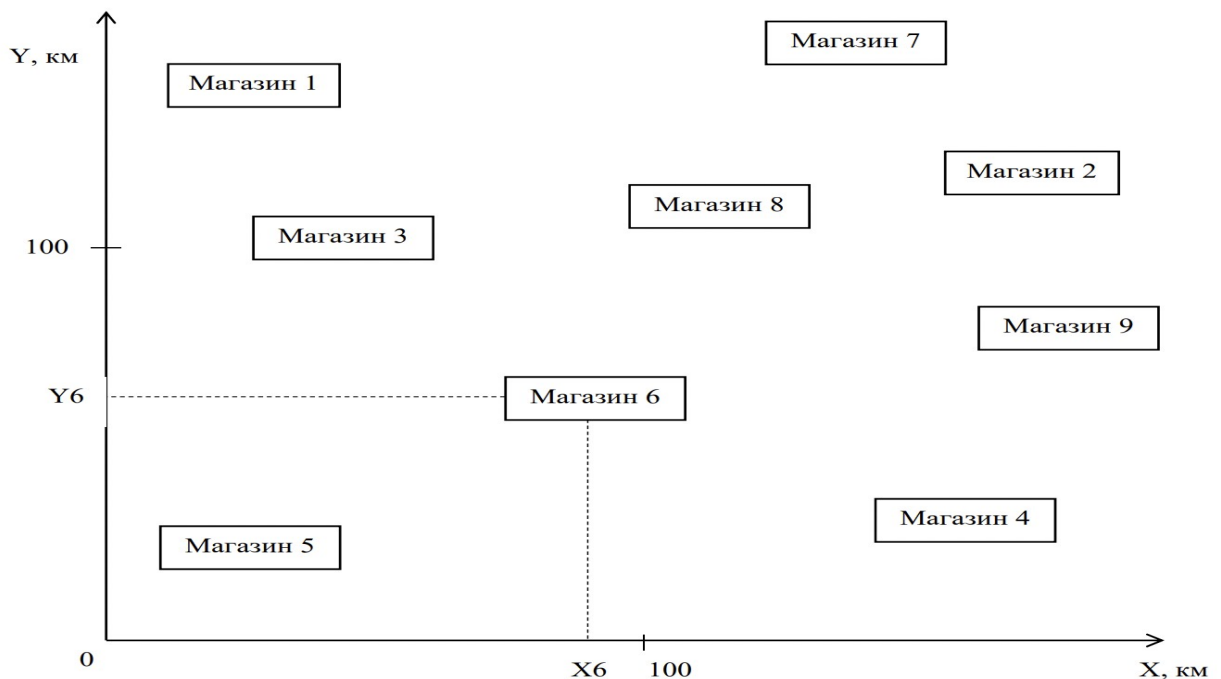 Магазин 7
Y, км
Магазин 1
Магазин 2
Магазин 8
Магазин 3
100
Магазин 9
Y6
Магазин 6
Магазин 4
Магазин 5
0
X6
100
X, км